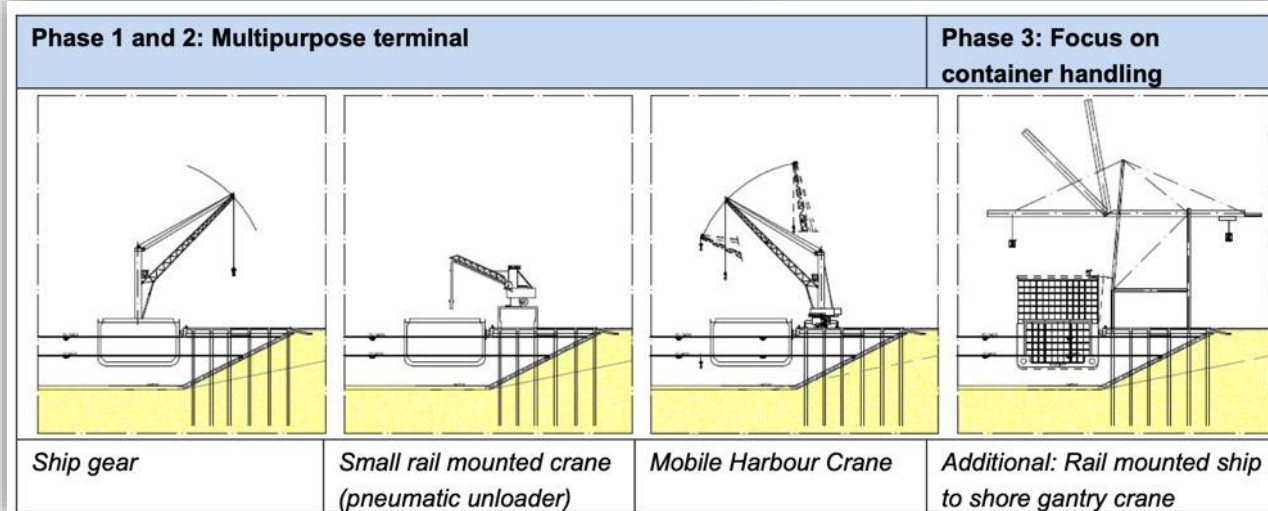 Phase 1 and 2: Multipurpose terminal
Phase 3: Focus on
container handling
Ship gear
Small rail mounted crane
(pneumatic unloader)
Mobile Harbour Crane
Additional: Rail mounted ship
to shore gantry crane